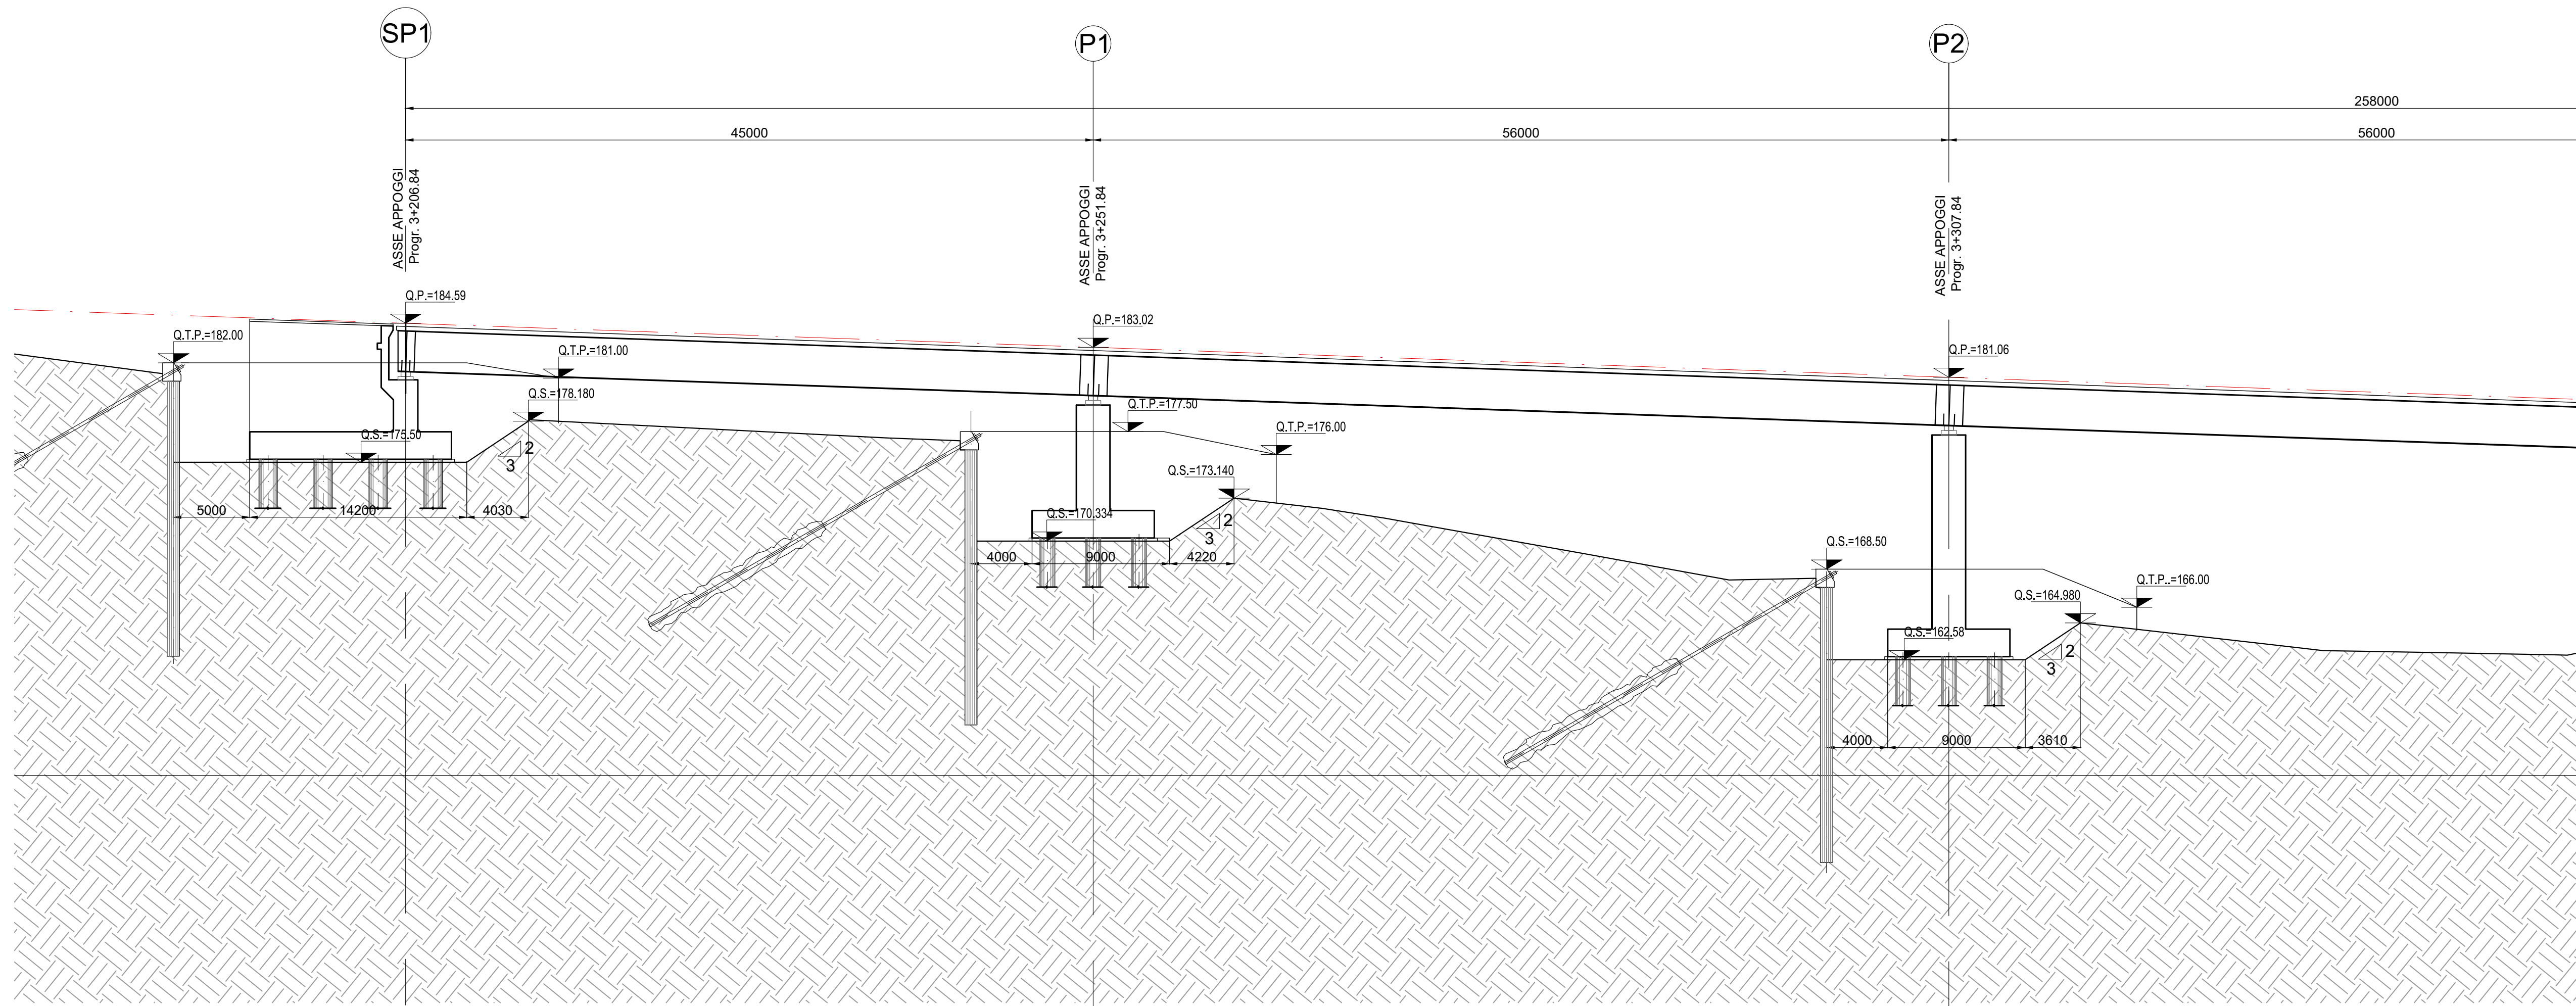 SP1
P1
P2
258000
45000
56000
56000
ASSE APPOGGI
Progr. 3+206.84
ASSE APPOGGI
Progr. 3+251.84
ASSE APPOGGI
Progr. 3+307.84
Q.P.=184.59
Q.P.=183.02
Q.P.=181.06
Q.T.P.=182.00
Q.T.P.=181.00
Q.S.=178.180
Q.S.=175.50
2
3
5000
14200
4030
Q.T.P.=177.50
Q.T.P.=176.00
Q.S.=173.140
Q.S.=170.334
2
3
4000
9000
4220
Q.S.=168.50
Q.T.P..=166.00
Q.S.=164.980
Q.S.=162.58
2
3
4000
9000
3610